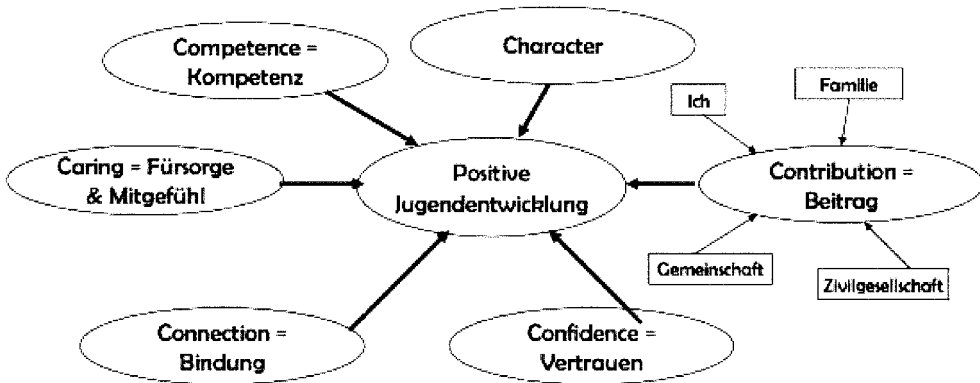 Competence =
Kompetenz
Character
Ich
Familie
Caring = Fürsorge
& Mitgefühl
Positive
Jugendentwicklung
Contribution =
Beitrag
Gemeinschaft
Zivilgesellschaft
Connection =
Bindung
Confidence =
Vertrauen